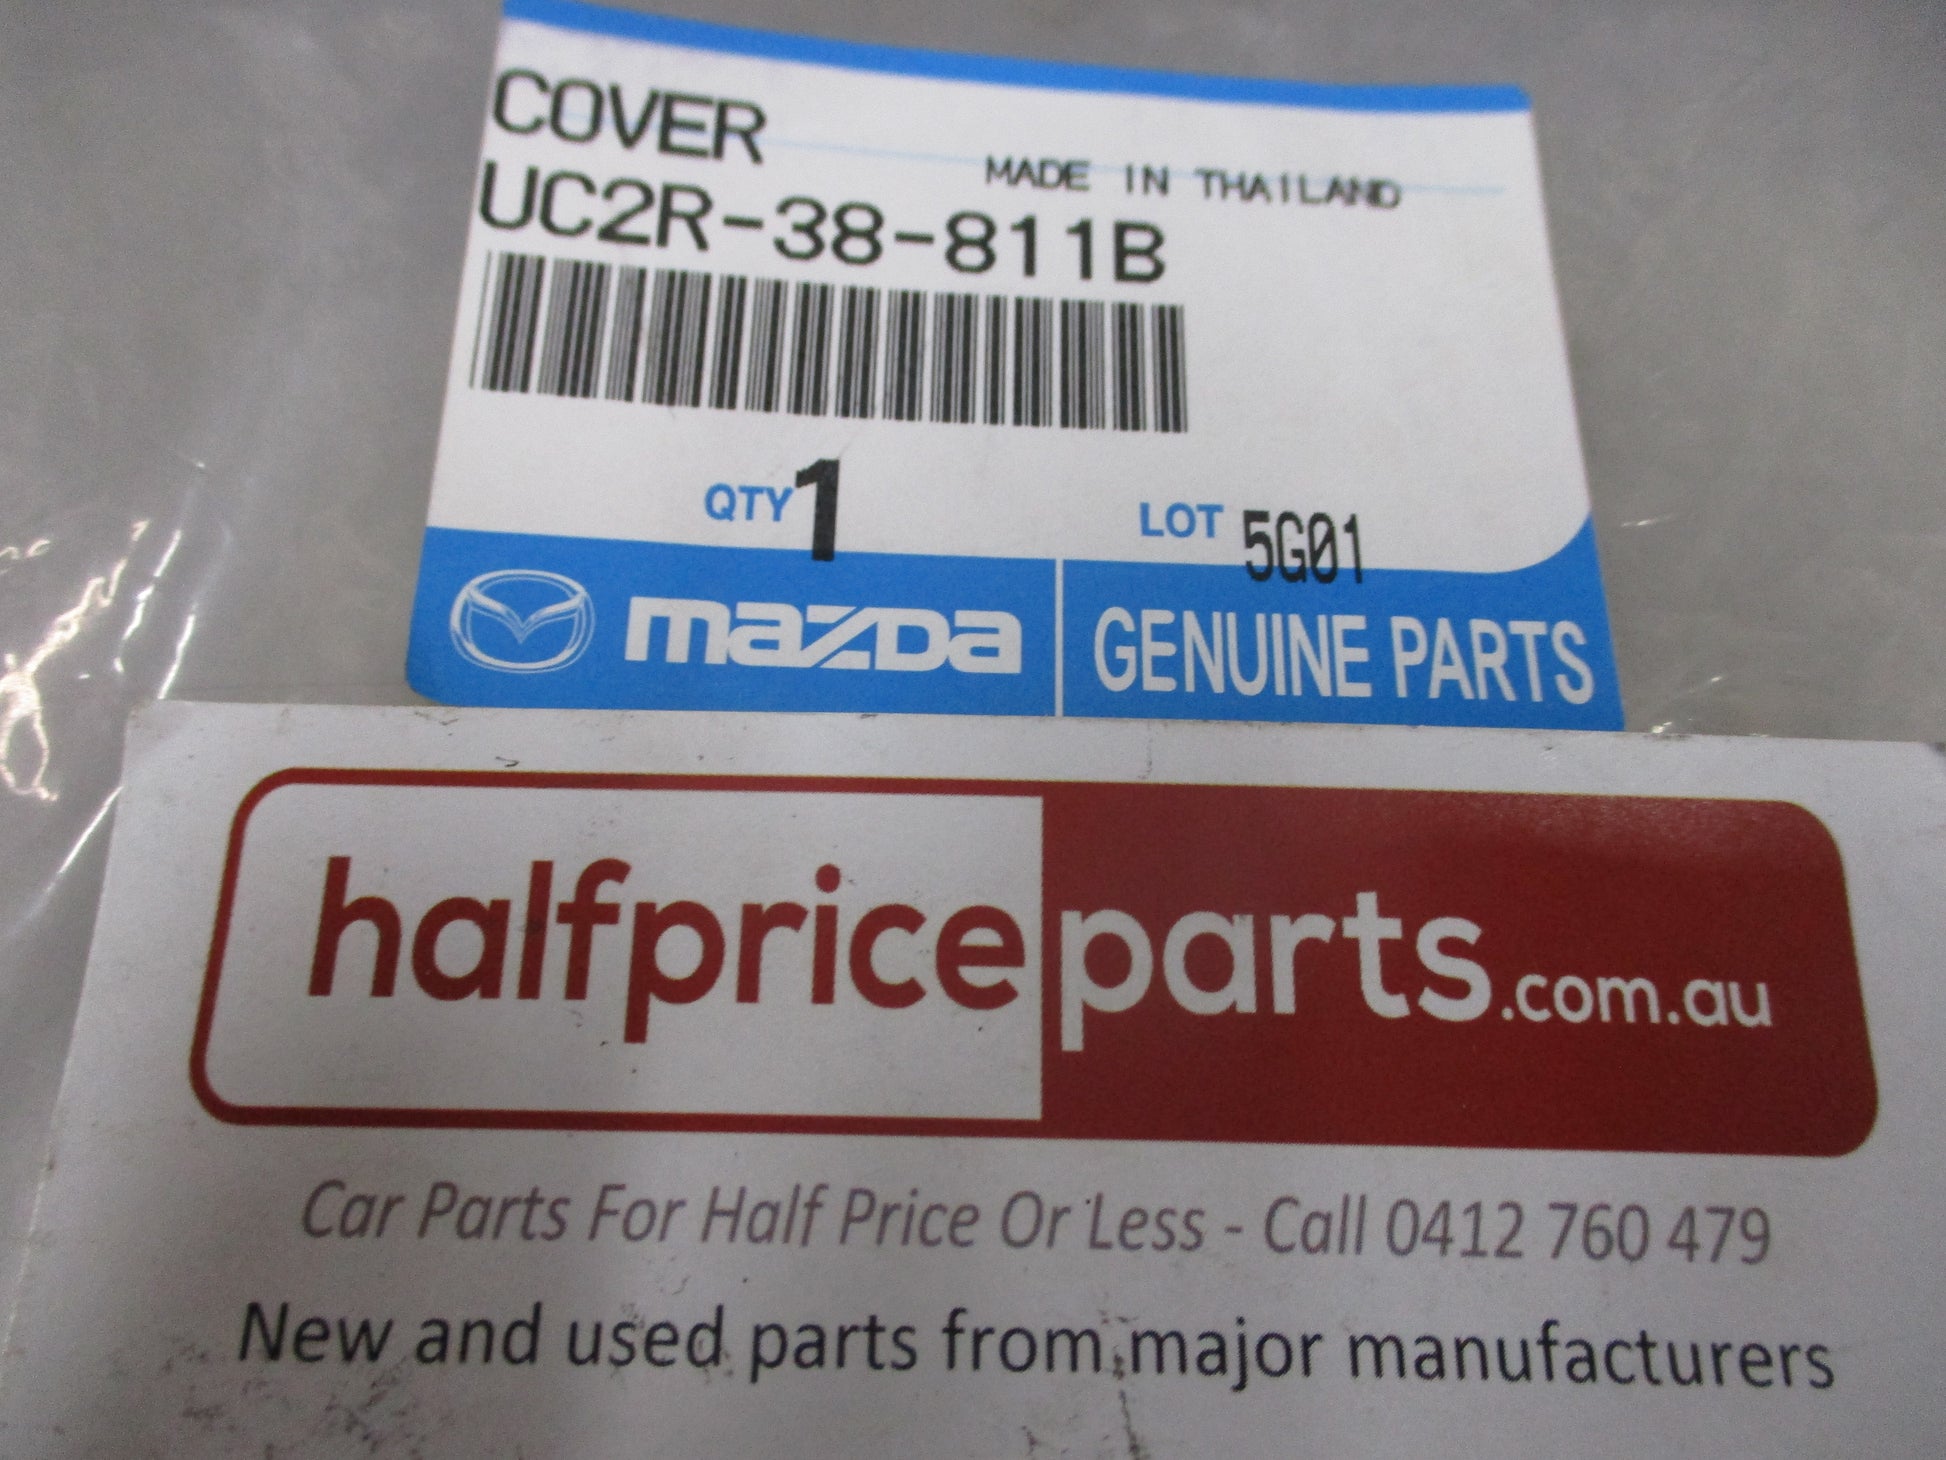 COVER
MADE IN THAILAND
UC2R-38-811B
QTY 1
LOT 5G01
mazda
GENUINE PARTS
halfpriceparts.com.au
Car Parts For Half Price Or Less - Call 0412 760 479
New and used parts from major manufacturers